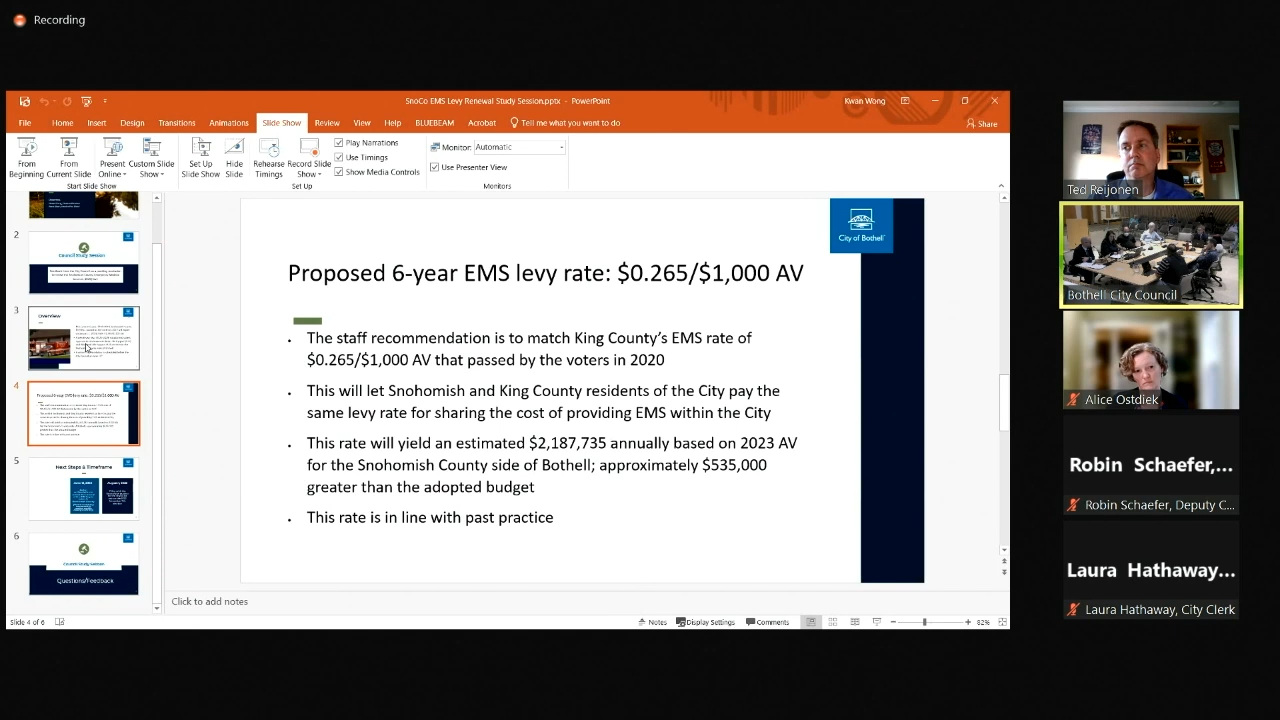 Recording
SnoCo EMS Levy Renewal Study Session.pptx - PowerPoint
Kwan Wong
File Home Insert Design Transitions Animations Slide Show Review View Help BLUEBEAM Acrobat Tell me what you want to do
Share
From Beginning
From Current Slide
Present Online
Custom Slide Show
Set Up Slide Show
Hide Slide
Rehearse Timings
Record Slide Show
Play Narrations
Use Timings
Show Media Controls
Monitor: Automatic
Use Presenter View
Start Slide Show
Set Up
Monitors
2
Council Study Session
3
Overview
4
Proposed 6-year EMS levy rate: $0.265/$1,000 AV
5
Next Steps & Timeframe
6
Council Study Session
Questions/Feedback
City of Bothell
Proposed 6-year EMS levy rate: $0.265/$1,000 AV
. The staff recommendation is to match King County's EMS rate of
$0.265/$1,000 AV that passed by the voters in 2020
. This will let Snohomish and King County residents of the City pay the
same levy rate for sharing the cost of providing EMS within the City
. This rate will yield an estimated $2,187,735 annually based on 2023 AV
for the Snohomish County side of Bothell; approximately $535,000
greater than the adopted budget
. This rate is in line with past practice
Click to add notes
Slide 4 of 6
Notes
Display Settings
Comments
82%
Ted Reijonen
Bothell City Council
Alice Ostdiek
Robin Schaefer,...
Robin Schaefer, Deputy C...
Laura Hathaway...
Laura Hathaway, City Clerk